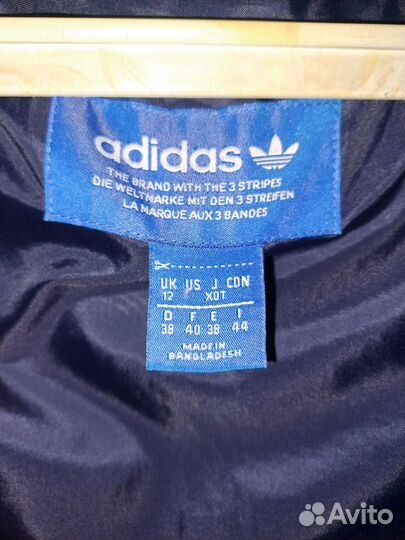 adidas
THE BRAND WITH THE 3 STRIPES
DIE WELTMARKE MIT DEN 3 STREIFEN
LA MARQUE AUX 3 BANDES
UK US J CDN
12 XOT
D F E I
38 40 38 44
MADE IN
BANGLADESH
Avito